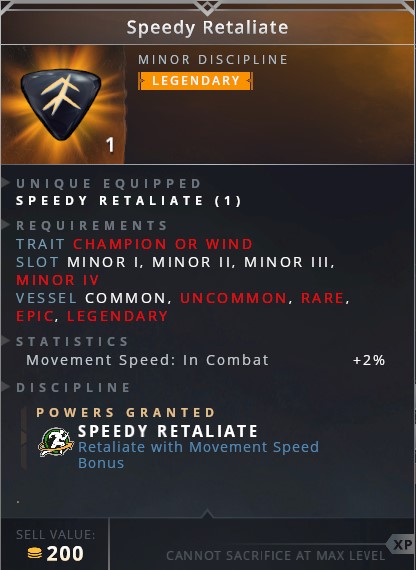 Speedy Retaliate
MINOR DISCIPLINE
LEGENDARY
1
UNIQUE EQUIPPED
SPEEDY RETALIATE (1)
REQUIREMENTS
TRAIT CHAMPION OR WIND
SLOT MINOR I, MINOR II, MINOR III,
MINOR IV
VESSEL COMMON, UNCOMMON, RARE,
EPIC, LEGENDARY
STATISTICS
Movement Speed: In Combat +2%
DISCIPLINE
POWERS GRANTED
SPEEDY RETALIATE
Retaliate with Movement Speed
Bonus
.
SELL VALUE:
200
CANNOT SACRIFICE AT MAX LEVEL
XP